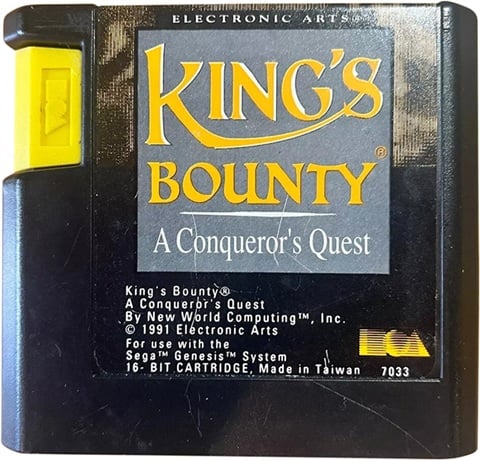 ELECTRONIC ARTS®
KING'S
BOUNTY®
A Conqueror's Quest
King's Bounty®
A Conqueror's Quest
By New World Computing™, Inc.
© 1991 Electronic Arts
For use with the
Sega™ Genesis™ System
16- BIT CARTRIDGE, Made in Taiwan 7033